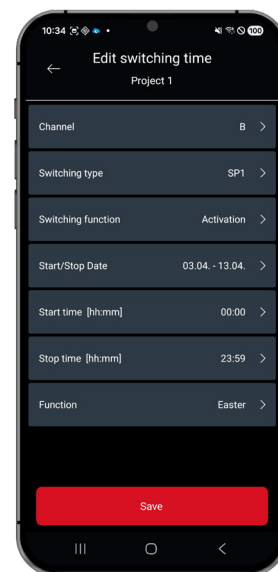 10:34
100
Edit switching time
Project 1
Channel B
Switching type SP1
Switching function Activation
Start/Stop Date 03.04. - 13.04.
Start time [hh:mm] 00:00
Stop time [hh:mm] 23:59
Function Easter
Save